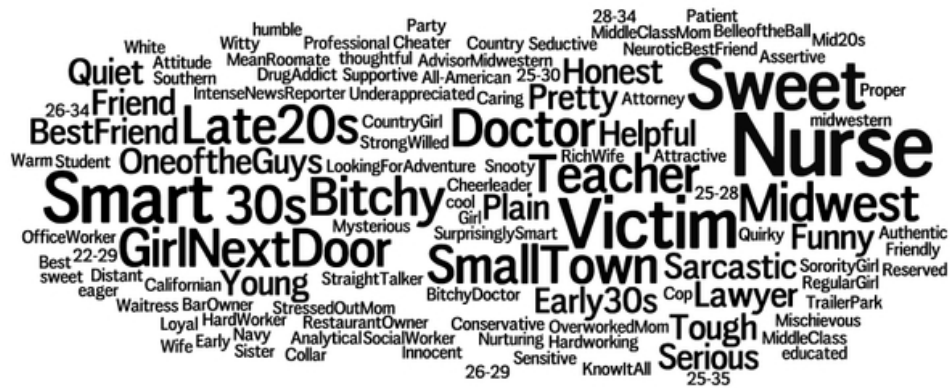 28-34 Patient
humble Party MiddleClassMom BelleoftheBall
White Witty Professional Cheater Country Seductive NeuroticBestFriend Mid20s
Quiet Attitude MeanRoomate thoughtful AdvisorMidwestern Honest Assertive
Southern DrugAddict Supportive All-American 25-30 Sweet Proper
26-34 Friend IntenseNewsReporter Underappreciated Caring Pretty Attorney
BestFriend Late20s CountryGirl Doctor Helpful midwestern
StrongWilled Nurse
Warm Student OneoftheGuys LookingForAdventure Snooty Teacher RichWife Attractive
Smart 30s Bitchy Cheerleader 25-28 Midwest
cool Girl Plain Victim
OfficeWorker Mysterious SurprisinglySmart Quirky Funny Authentic
GirlNextDoor Friendly
Best 22-29 SmallTown Sarcastic SororityGirl Reserved
sweet Distant Californian Young StraightTalker RegularGirl
eager BitchyDoctor Early30s Cop Lawyer TrailerPark
Waitress BarOwner StressedOutMom
Loyal HardWorker RestaurantOwner Conservative OverworkedMom Tough Mischievous
Wife Early Navy AnalyticalSocialWorker Nurturing Hardworking MiddleClass
Sister Collar Innocent Sensitive Serious educated
26-29 KnowItAll 25-35